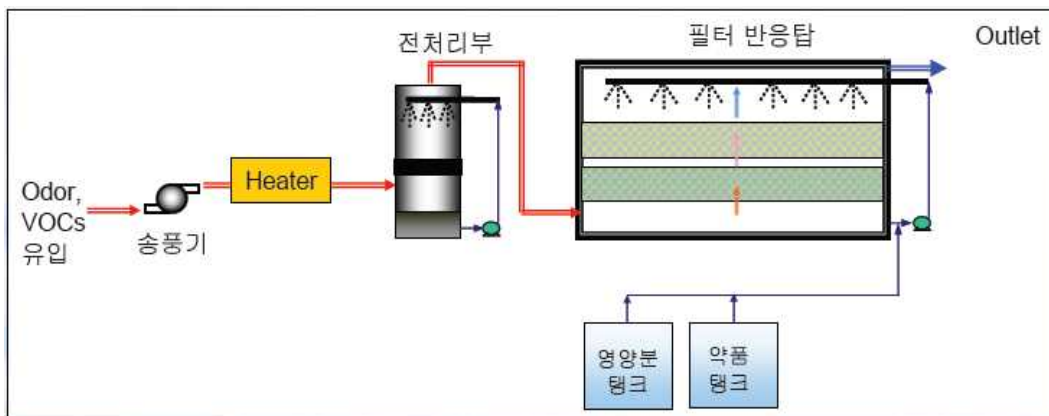 전처리부
필터 반응탑
Outlet
Heater
Odor,
VOCs
유입
송풍기
영양분
탱크
약품
탱크